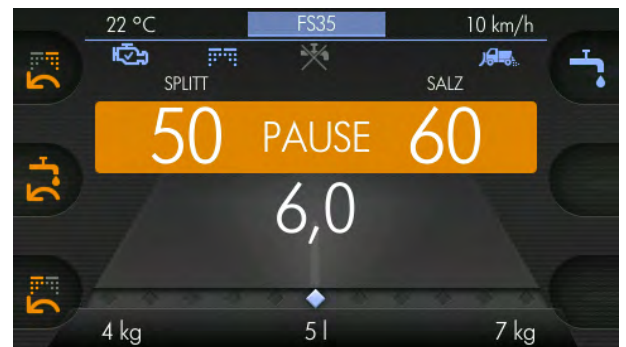 22 °C FS35 10 km/h
SPLITT SALZ
50 PAUSE 60
6,0
4 kg 5 l 7 kg